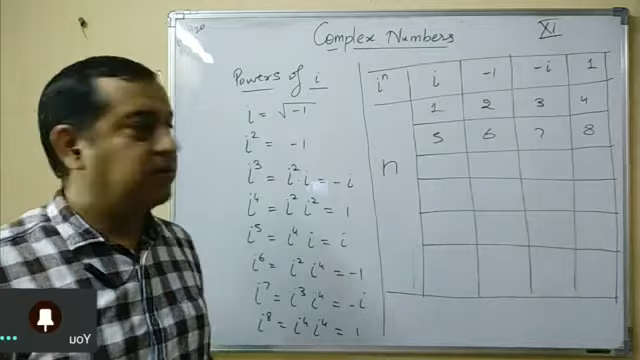 Complex Numbers
XI
Powers of i
i = √-1
i² = -1
i³ = i² . i = -i
i⁴ = i² i² = 1
i⁵ = i⁴ i = i
i⁶ = i² i⁴ = -1
i⁷ = i³ i⁴ = -i
i⁸ = i⁴ i⁴ = 1
iⁿ i -1 -i 1
1 2 3 4
5 6 7 8
n
You